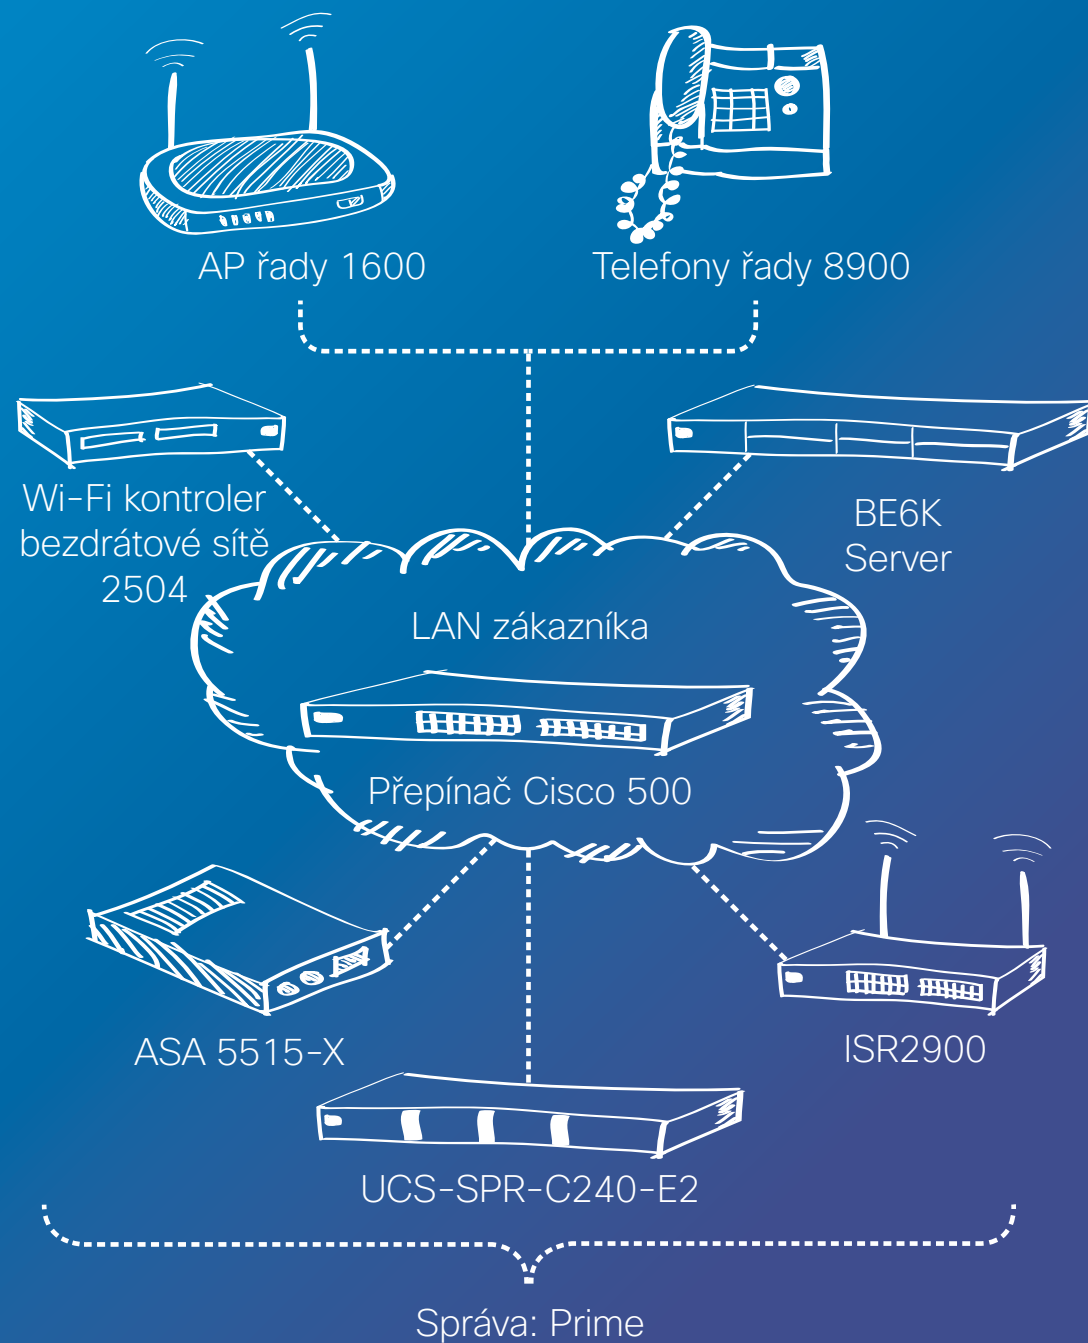 AP řady 1600
Telefony řady 8900
Wi-Fi kontroler
bezdrátové sítě
2504
BE6K
Server
LAN zákazníka
Přepínač Cisco 500
ASA 5515-X
ISR2900
UCS-SPR-C240-E2
Správa: Prime